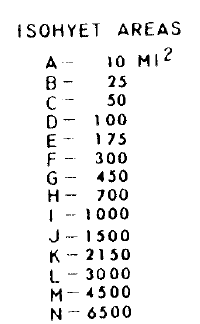 ISOHYET AREAS
A - 10 MI²
B - 25
C - 50
D - 100
E - 175
F - 300
G - 450
H - 700
I - 1000
J - 1500
K - 2150
L - 3000
M - 4500
N - 6500